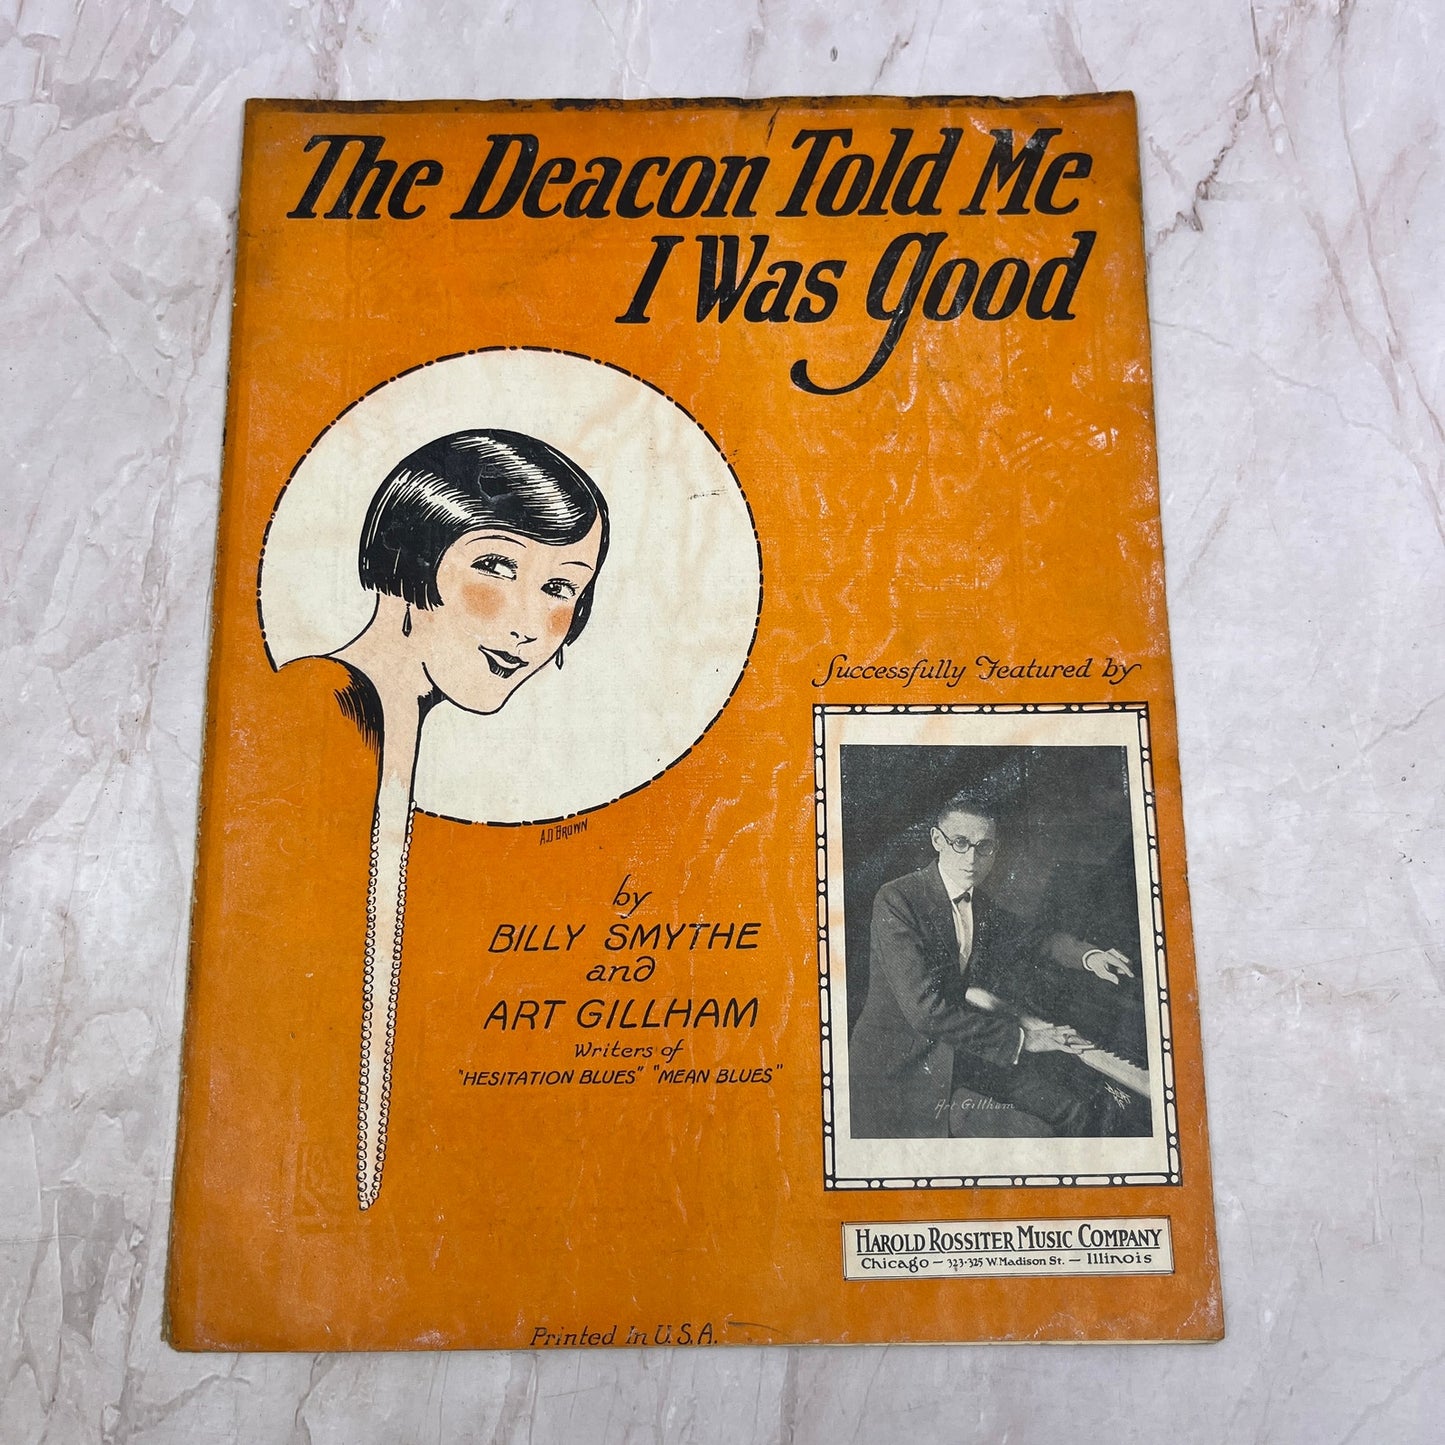 The Deacon Told Me
I Was Good
A.D. BROWN
by
BILLY SMYTHE
and
ART GILLHAM
Writers of
"HESITATION BLUES" "MEAN BLUES"
Successfully Featured by
Art Gillham
HAROLD ROSSITER MUSIC COMPANY
Chicago – 323-325 W. Madison St. – Illinois
Printed in U.S.A.